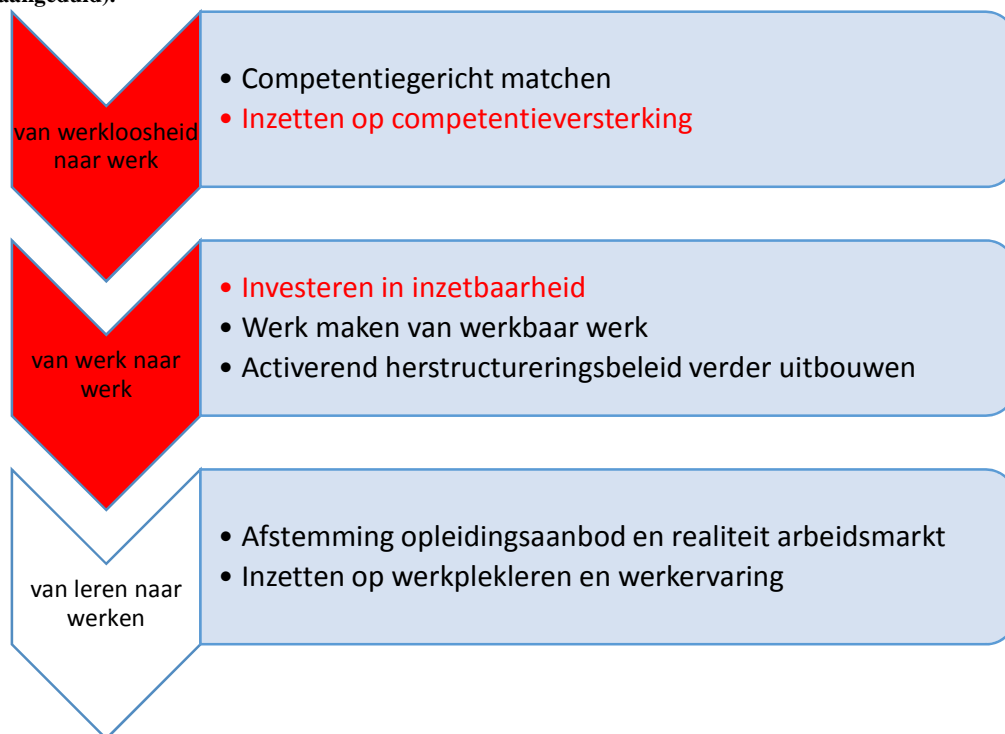 aangeduid).
van werkloosheid
naar werk
• Competentiegericht matchen
• Inzetten op competentieversterking
van werk naar
werk
• Investeren in inzetbaarheid
• Werk maken van werkbaar werk
• Activerend herstructureringsbeleid verder uitbouwen
van leren naar
werken
• Afstemming opleidingsaanbod en realiteit arbeidsmarkt
• Inzetten op werkplekleren en werkervaring